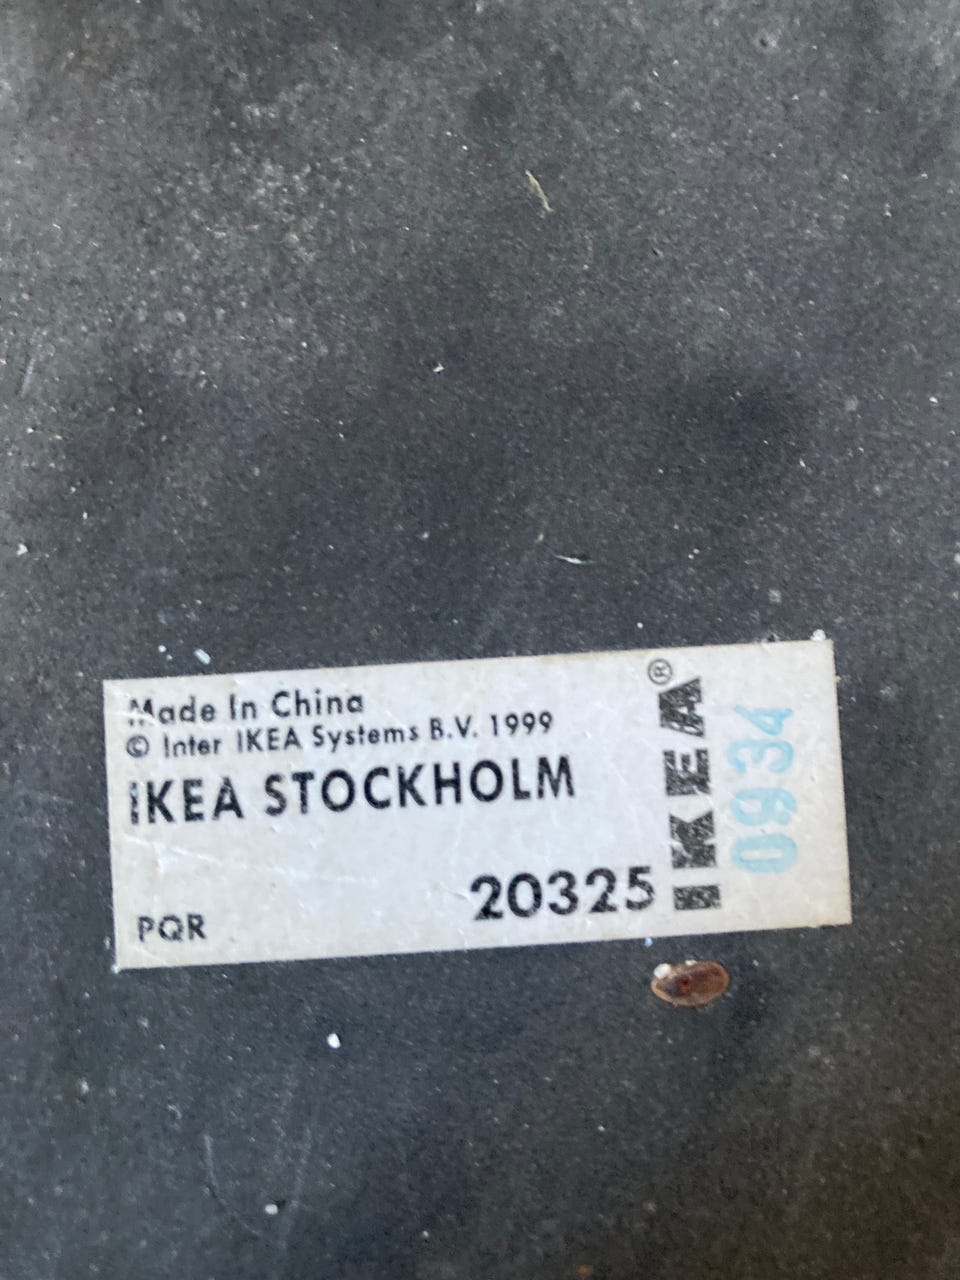 Made In China
© Inter IKEA Systems B.V. 1999
IKEA STOCKHOLM
20325
PQR
IKEA®
0934